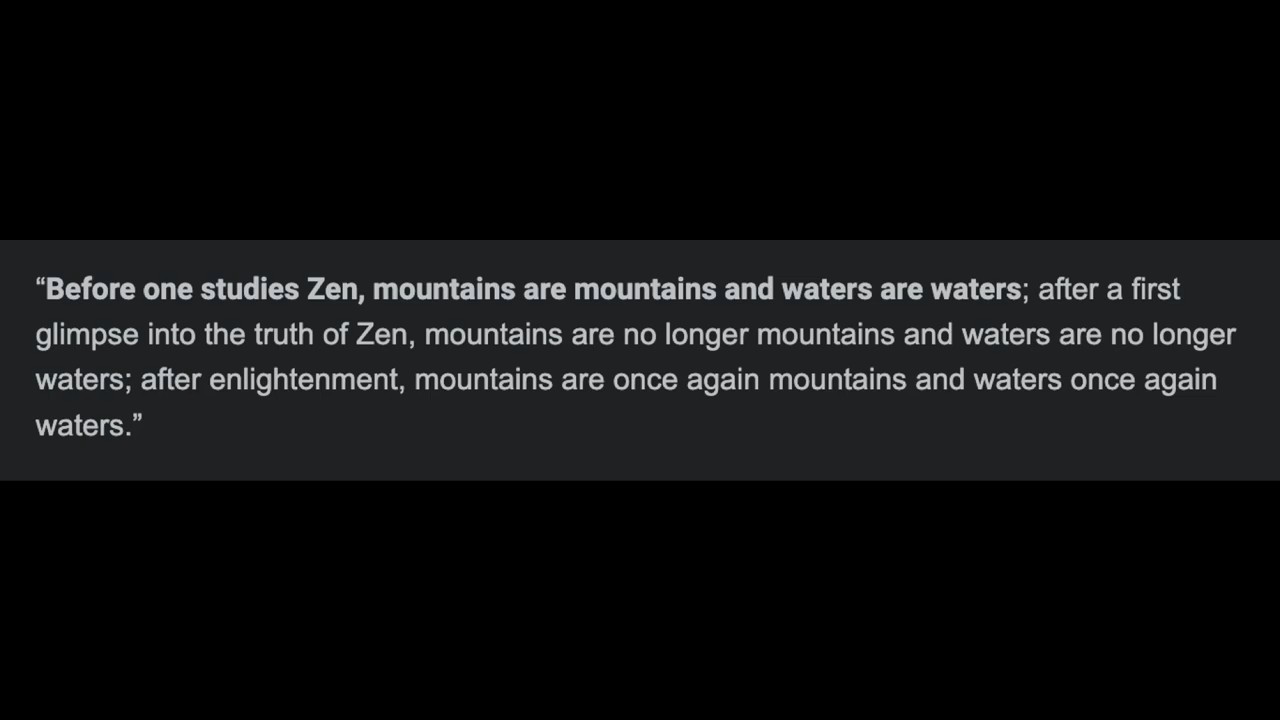 “Before one studies Zen, mountains are mountains and waters are waters; after a first
glimpse into the truth of Zen, mountains are no longer mountains and waters are no longer
waters; after enlightenment, mountains are once again mountains and waters once again
waters.”